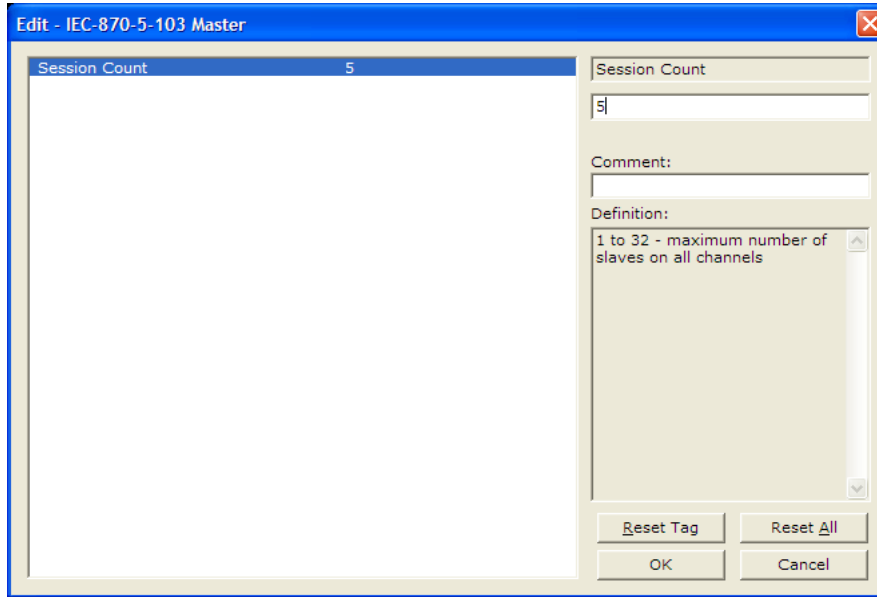 Edit - IEC-870-5-103 Master
Session Count 5
Session Count
5
Comment:
Definition:
1 to 32 - maximum number of
slaves on all channels
Reset Tag Reset All
OK Cancel